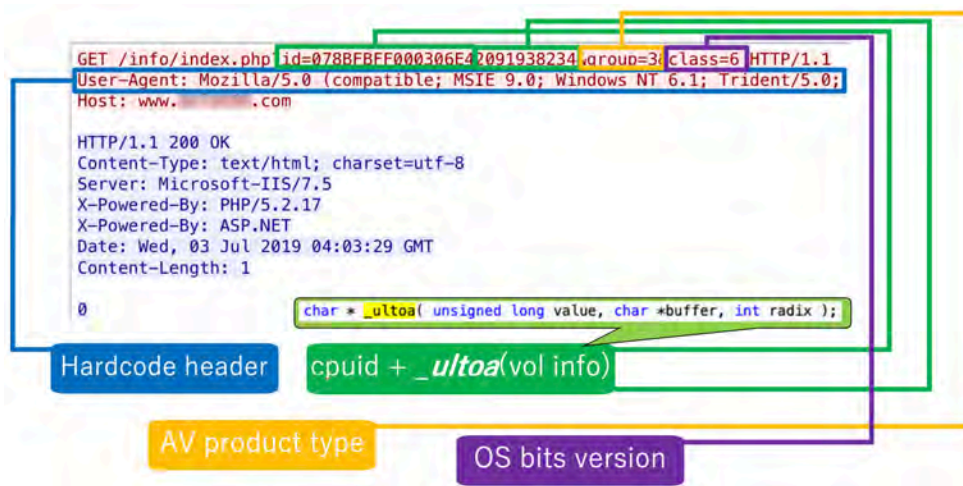 GET /info/index.php id=078BFBFF000306E42091938234 group=38 class=6 HTTP/1.1
User-Agent: Mozilla/5.0 (compatible; MSIE 9.0; Windows NT 6.1; Trident/5.0;
Host: www. .com
HTTP/1.1 200 OK
Content-Type: text/html; charset=utf-8
Server: Microsoft-IIS/7.5
X-Powered-By: PHP/5.2.17
X-Powered-By: ASP.NET
Date: Wed, 03 Jul 2019 04:03:29 GMT
Content-Length: 1
0
char * _ultoa( unsigned long value, char *buffer, int radix );
Hardcode header
cpuid + _ultoa(vol info)
AV product type
OS bits version